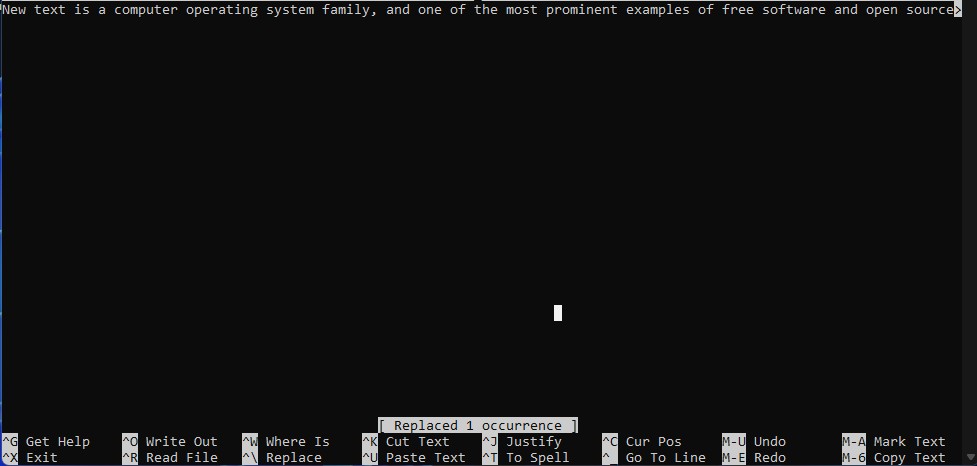 New text is a computer operating system family, and one of the most prominent examples of free software and open source>
[ Replaced 1 occurrence ]
^G Get Help ^O Write Out ^W Where Is ^K Cut Text ^J Justify ^C Cur Pos M-U Undo M-A Mark Text
^X Exit ^R Read File ^\ Replace ^U Paste Text ^T To Spell ^_ Go To Line M-E Redo M-6 Copy Text